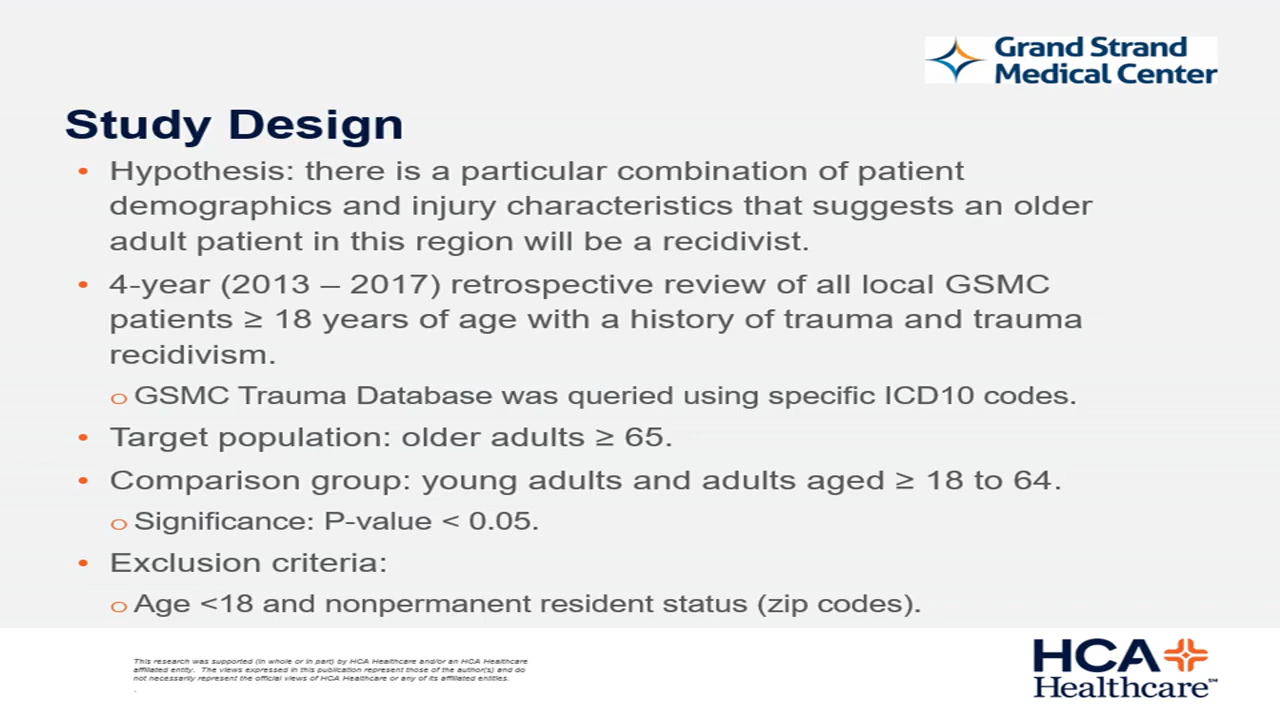 Grand Strand
Medical Center
Study Design
• Hypothesis: there is a particular combination of patient
demographics and injury characteristics that suggests an older
adult patient in this region will be a recidivist.
• 4-year (2013 – 2017) retrospective review of all local GSMC
patients ≥ 18 years of age with a history of trauma and trauma
recidivism.
o GSMC Trauma Database was queried using specific ICD10 codes.
• Target population: older adults ≥ 65.
• Comparison group: young adults and adults aged ≥ 18 to 64.
o Significance: P-value < 0.05.
• Exclusion criteria:
o Age <18 and nonpermanent resident status (zip codes).
This research was supported (in whole or in part) by HCA Healthcare and/or an HCA Healthcare
affiliated entity. The views expressed in this publication represent those of the author(s) and do
not necessarily represent the official views of HCA Healthcare or any of its affiliated entities.
.
HCA
Healthcare℠